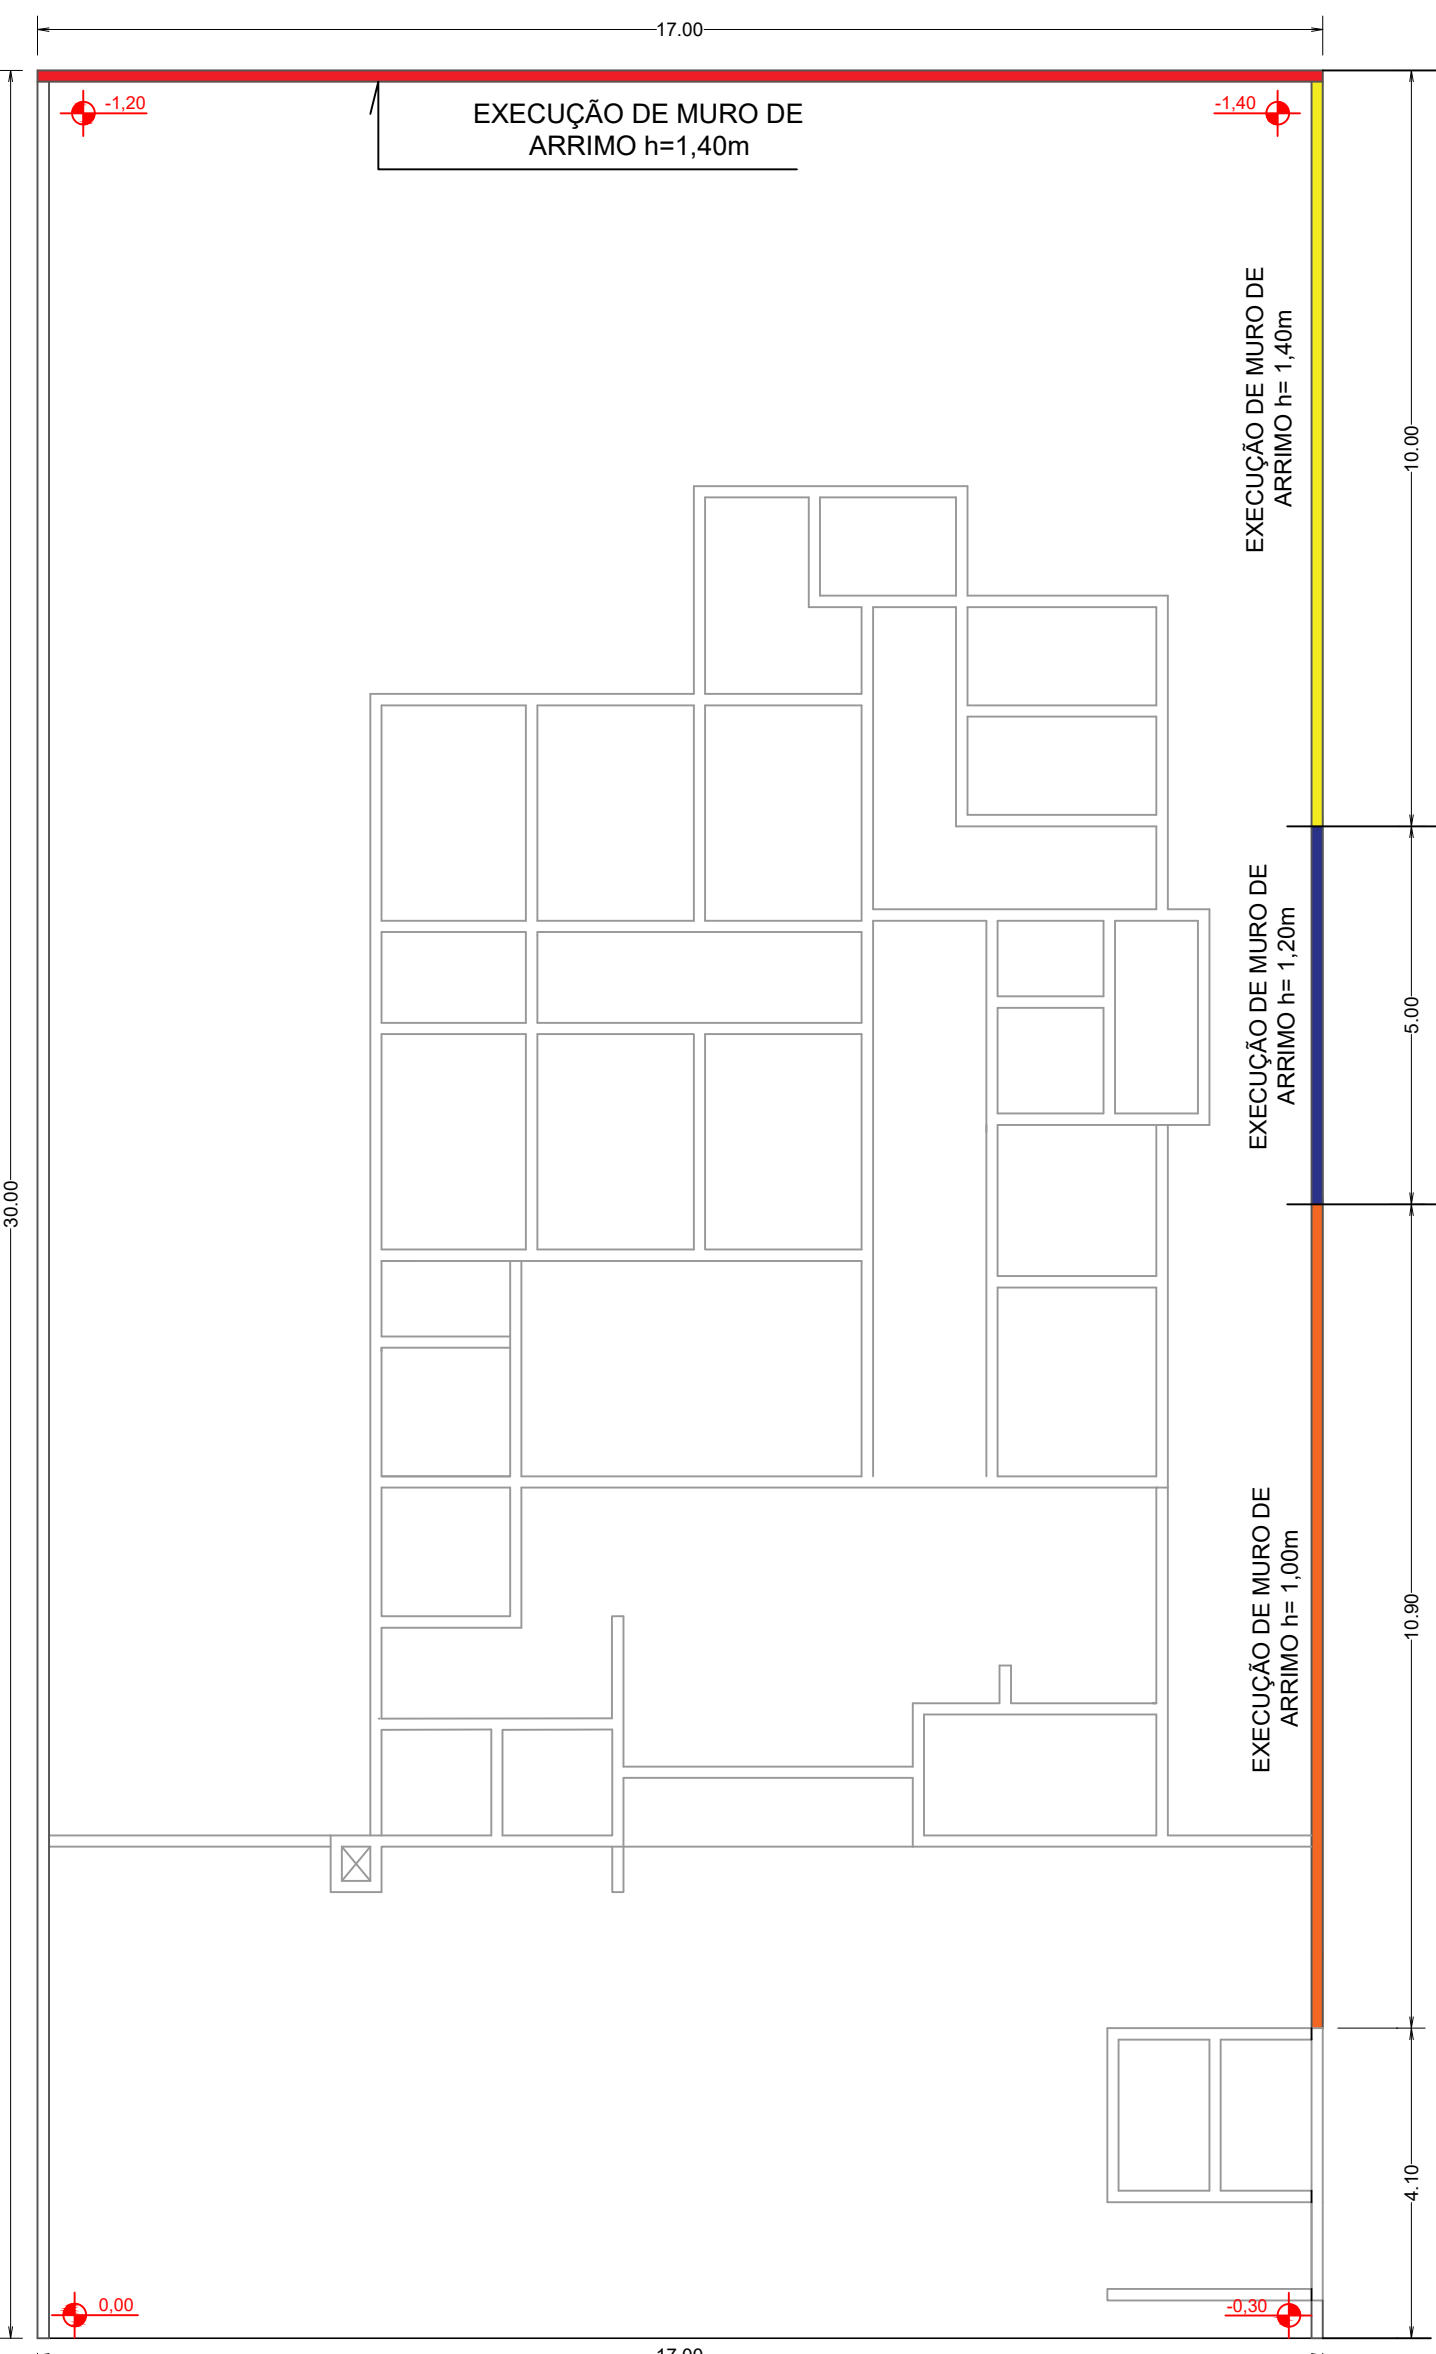 17.00
-1,20
EXECUÇÃO DE MURO DE
ARRIMO h=1,40m
-1,40
EXECUÇÃO DE MURO DE
ARRIMO h= 1,40m
10.00
EXECUÇÃO DE MURO DE
ARRIMO h= 1,20m
5.00
30.00
EXECUÇÃO DE MURO DE
ARRIMO h= 1,00m
10.90
4.10
0,00
-0,30
17.00